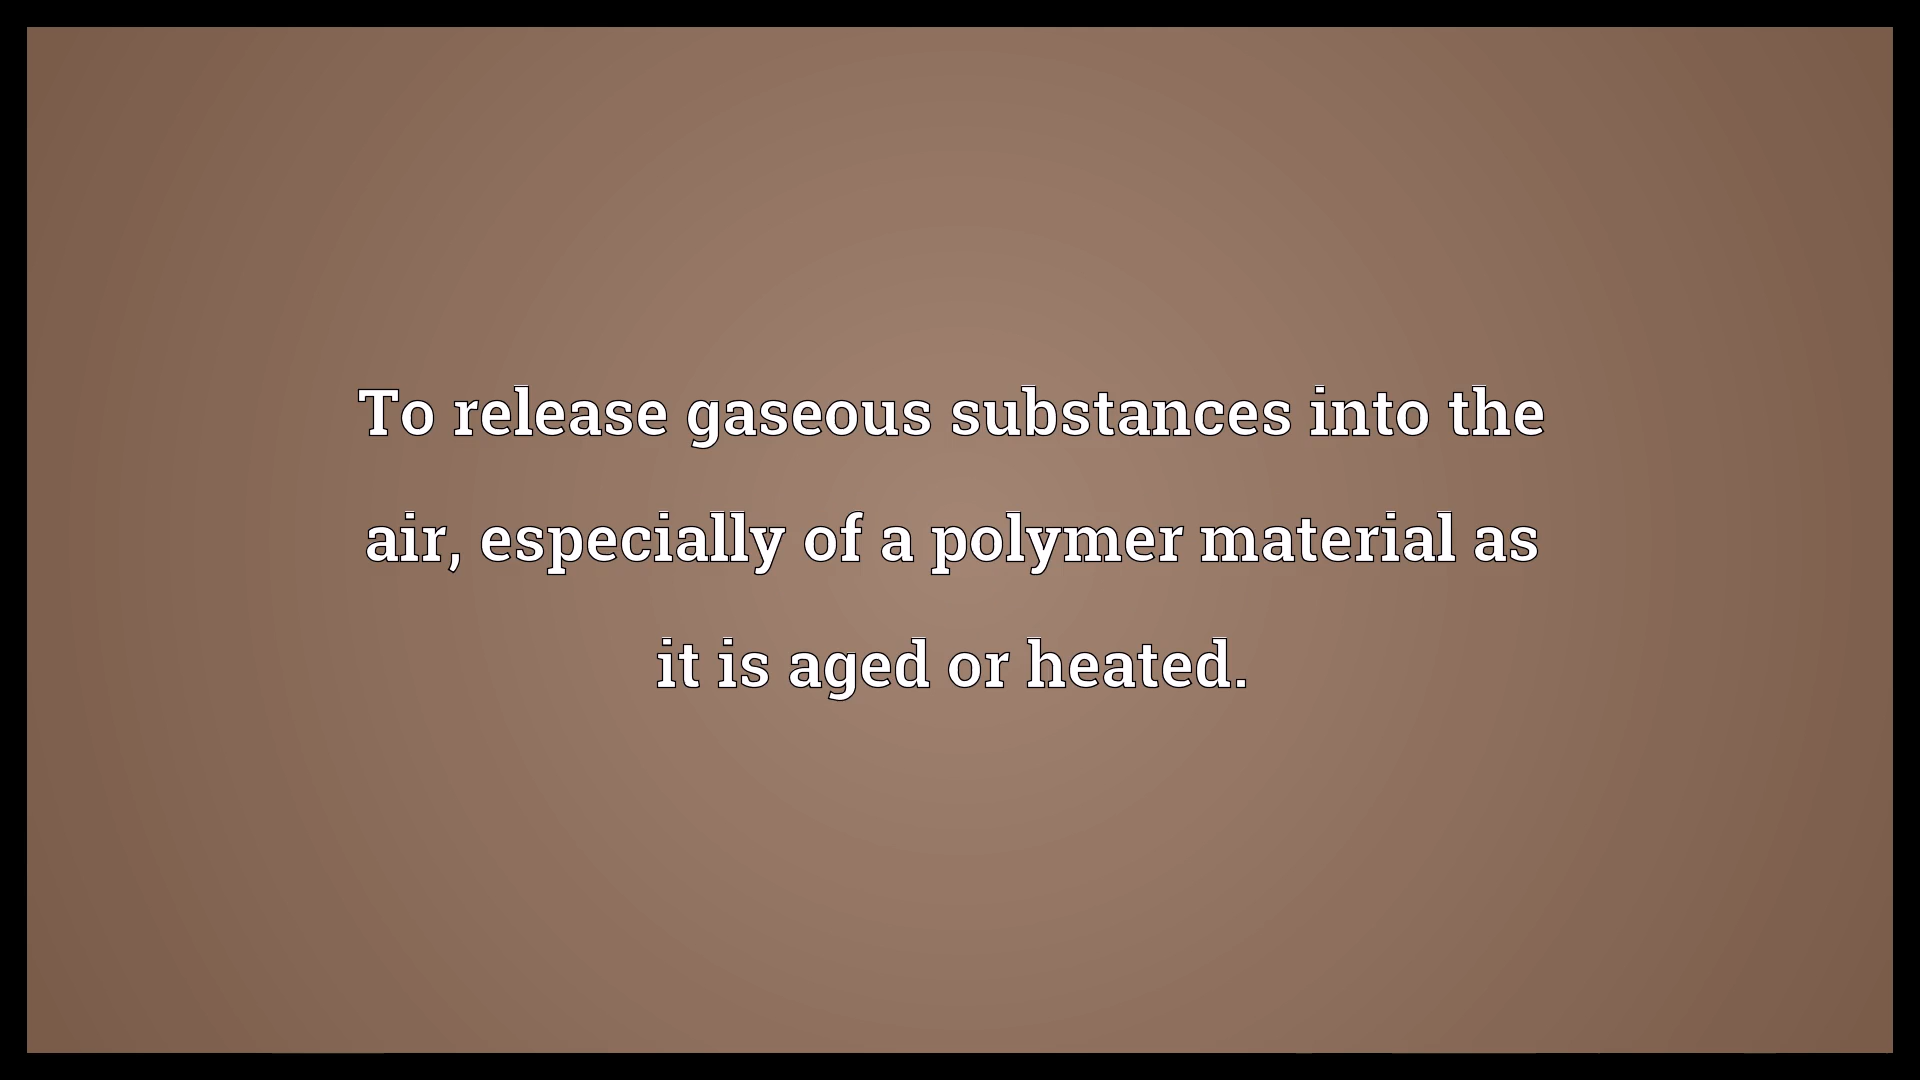 To release gaseous substances into the
air, especially of a polymer material as
it is aged or heated.